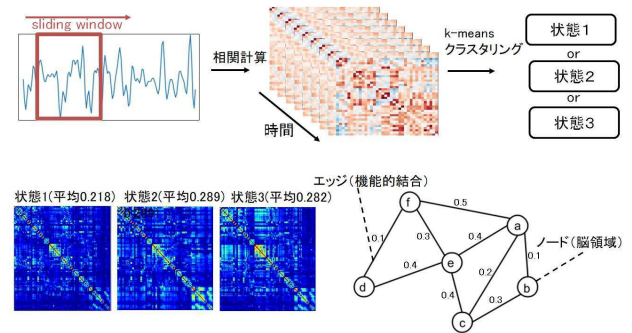 sliding window
相関計算
時間
k-means
クラスタリング
状態1
or
状態2
or
状態3
状態1(平均0.218)
状態2(平均0.289)
状態3(平均0.282)
エッジ(機能的結合)
ノード(脳領域)
f
0.5
a
0.1
0.3
0.4
e
0.4
0.2
0.1
d
0.4
0.3
b
c